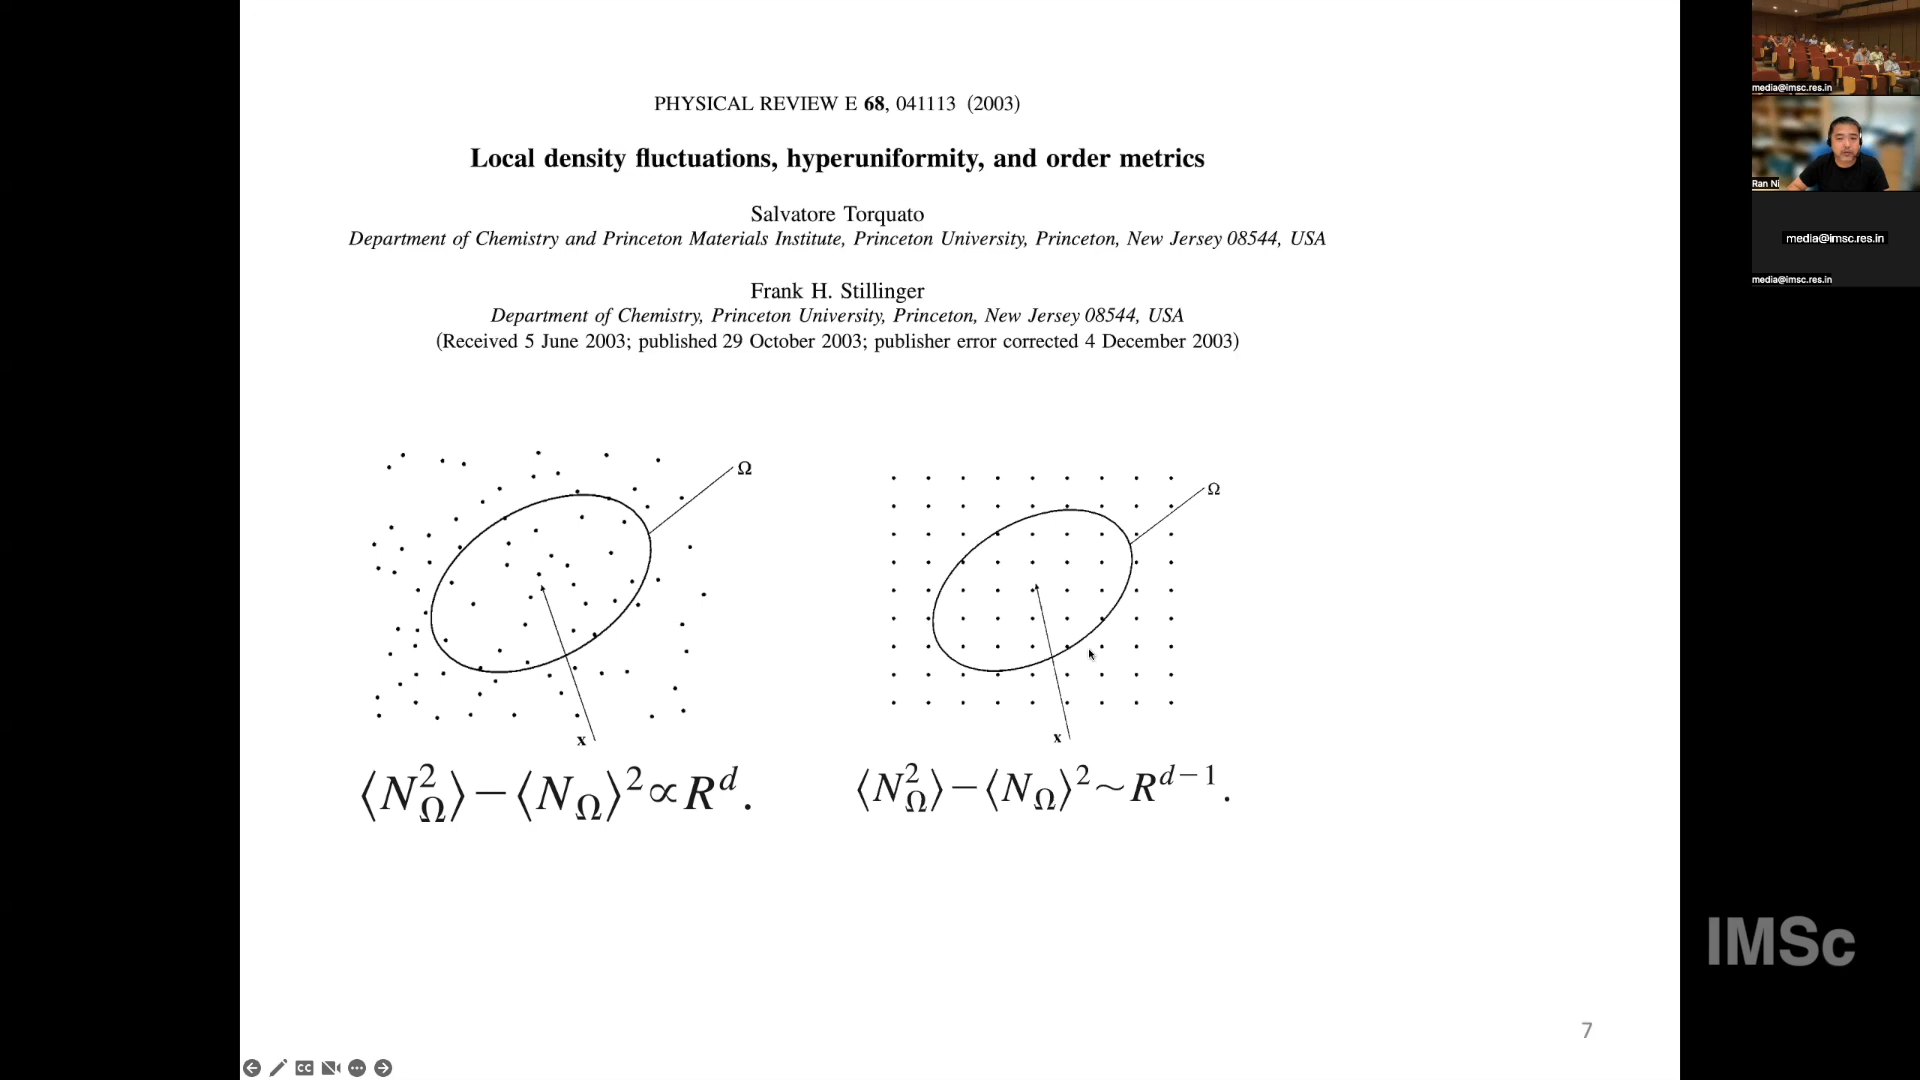 PHYSICAL REVIEW E 68, 041113 (2003)
Local density fluctuations, hyperuniformity, and order metrics
Salvatore Torquato
Department of Chemistry and Princeton Materials Institute, Princeton University, Princeton, New Jersey 08544, USA
Frank H. Stillinger
Department of Chemistry, Princeton University, Princeton, New Jersey 08544, USA
(Received 5 June 2003; published 29 October 2003; publisher error corrected 4 December 2003)
Ω
Ω
x
x
⟨N_Ω^2⟩−⟨N_Ω⟩^2∝R^d.
⟨N_Ω^2⟩−⟨N_Ω⟩^2∼R^{d−1}.
7
CC
media@imsc.res.in
Ran Ni
media@imsc.res.in
media@imsc.res.in
IMSc